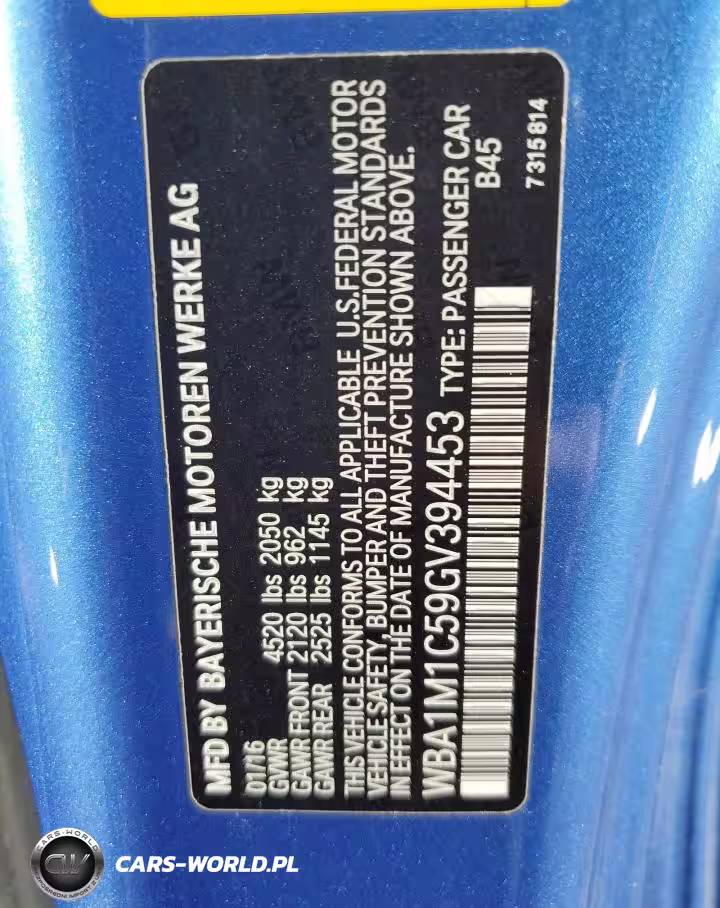 MFD BY BAYERISCHE MOTOREN WERKE AG
01/16
GVWR 4520 lbs 2050 kg
GAWR FRONT 2120 lbs 962 kg
GAWR REAR 2525 lbs 1145 kg
THIS VEHICLE CONFORMS TO ALL APPLICABLE U.S.FEDERAL MOTOR
VEHICLE SAFETY, BUMPER AND THEFT PREVENTION STANDARDS
IN EFFECT ON THE DATE OF MANUFACTURE SHOWN ABOVE.
WBA1M1C59GV394453 TYPE: PASSENGER CAR
B45
7315814
CARS-WORLD
CW
CARS-WORLD.PL